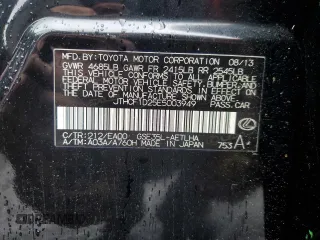 MFD.BY:TOYOTA MOTOR CORPORATION 08/13
GVWR 4685LB GAWR FR 2415LB RR 2545LB
THIS VEHICLE CONFORMS TO ALL APPLICABLE
FEDERAL MOTOR VEHICLE SAFETY, BUMPER, AND
THEFT PREVENTION STANDARDS IN EFFECT ON
THE DATE OF MANUFACTURE SHOWN ABOVE.
JTHCF1D25E5003949 PASS.CAR
C/TR:212/EA00 GSE35L-AETLHA
A/TM:A03A/A760H MADE IN JAPAN 753 A